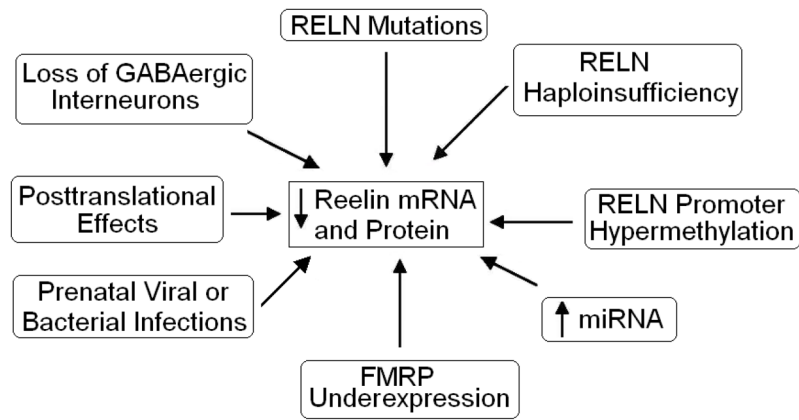 RELN Mutations
Loss of GABAergic
Interneurons
RELN
Haploinsufficiency
Posttranslational
Effects
↓ Reelin mRNA
and Protein
RELN Promoter
Hypermethylation
Prenatal Viral or
Bacterial Infections
↑ miRNA
FMRP
Underexpression